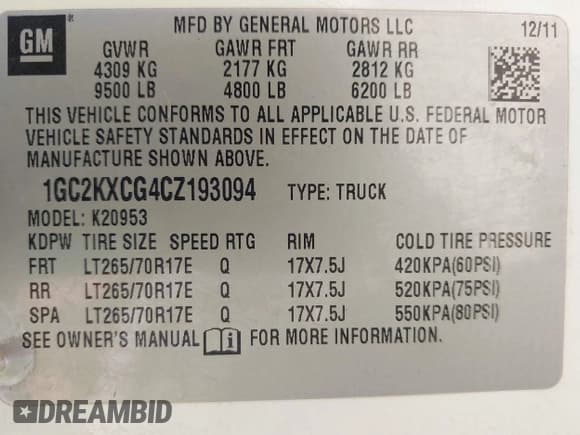 GM ®
MFD BY GENERAL MOTORS LLC 12/11
GVWR GAWR FRT GAWR RR
4309 KG 2177 KG 2812 KG
9500 LB 4800 LB 6200 LB
THIS VEHICLE CONFORMS TO ALL APPLICABLE U.S. FEDERAL MOTOR
VEHICLE SAFETY STANDARDS IN EFFECT ON THE DATE OF
MANUFACTURE SHOWN ABOVE.
1GC2KXCG4CZ193094 TYPE: TRUCK
MODEL: K20953
KDPW TIRE SIZE SPEED RTG RIM COLD TIRE PRESSURE
FRT LT265/70R17E Q 17X7.5J 420KPA(60PSI)
RR LT265/70R17E Q 17X7.5J 520KPA(75PSI)
SPA LT265/70R17E Q 17X7.5J 550KPA(80PSI)
SEE OWNER'S MANUAL i FOR MORE INFORMATION.
DREAMBID